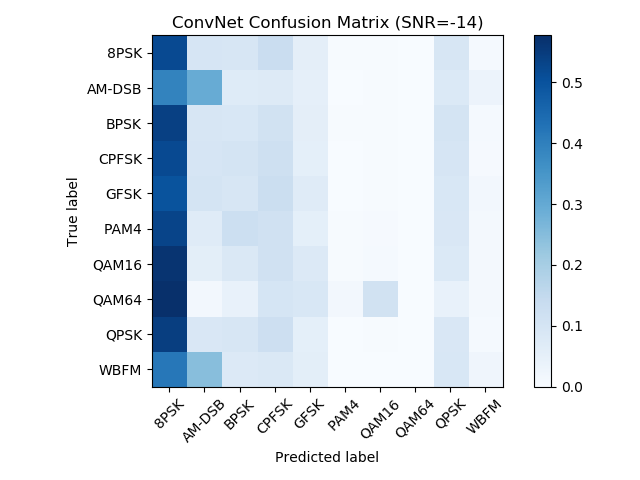 ConvNet Confusion Matrix (SNR=-14)
8PSK
AM-DSB
BPSK
CPFSK
GFSK
PAM4
QAM16
QAM64
QPSK
WBFM
True label
8PSK
AM-DSB
BPSK
CPFSK
GFSK
PAM4
QAM16
QAM64
QPSK
WBFM
Predicted label
0.5
0.4
0.3
0.2
0.1
0.0